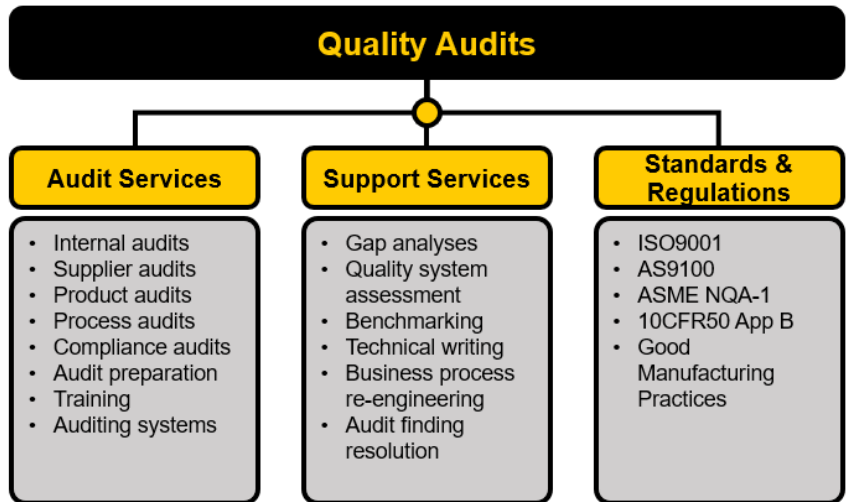 Quality Audits
Audit Services
• Internal audits
• Supplier audits
• Product audits
• Process audits
• Compliance audits
• Audit preparation
• Training
• Auditing systems
Support Services
• Gap analyses
• Quality system
assessment
• Benchmarking
• Technical writing
• Business process
re-engineering
• Audit finding
resolution
Standards &
Regulations
• ISO9001
• AS9100
• ASME NQA-1
• 10CFR50 App B
• Good
Manufacturing
Practices